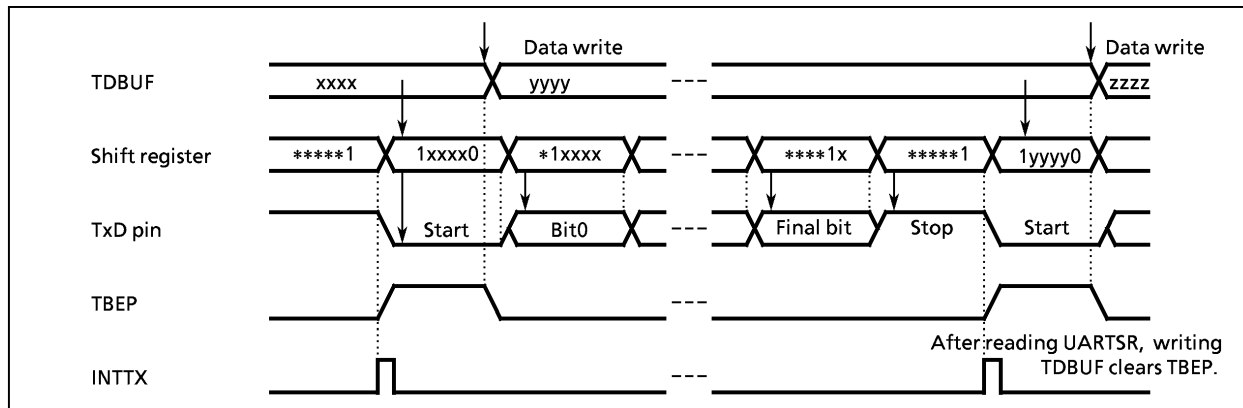 Data write Data write
TDBUF xxxx yyyy zzzz
Shift register *****1 1xxxx0 *1xxxx ****1x *****1 1yyyy0
TxD pin Start Bit0 Final bit Stop Start
TBEP
After reading UARTSR, writing
TDBUF clears TBEP.
INTTX